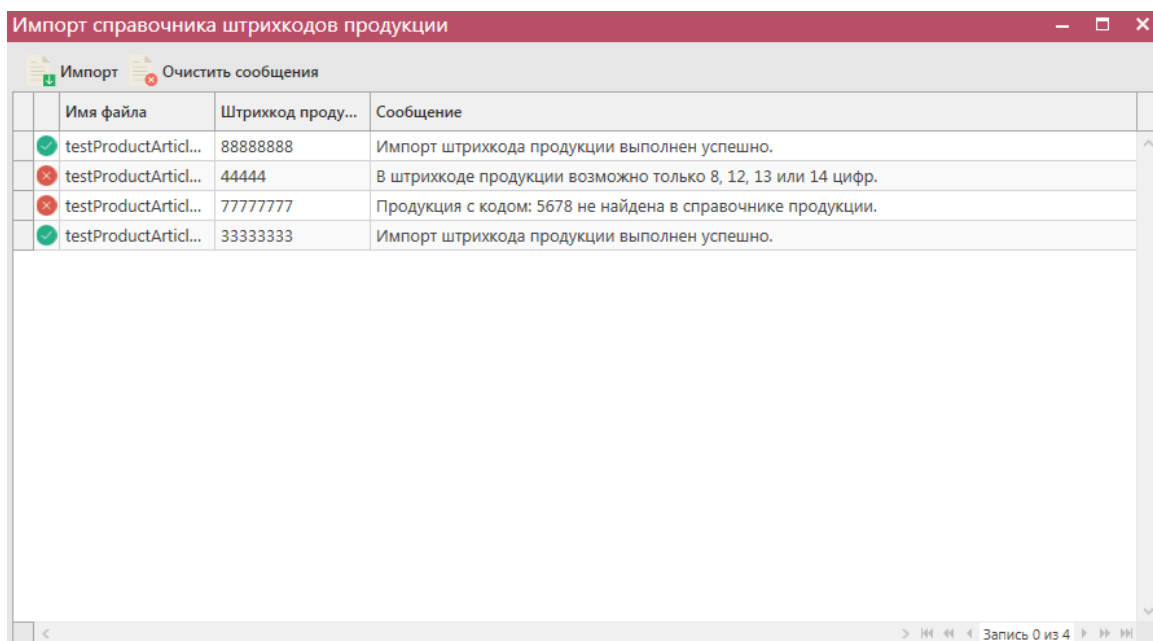 Импорт справочника штрихкодов продукции
Импорт Очистить сообщения
Имя файла Штрихкод проду... Сообщение
testProductArticl... 88888888 Импорт штрихкода продукции выполнен успешно.
testProductArticl... 44444 В штрихкоде продукции возможно только 8, 12, 13 или 14 цифр.
testProductArticl... 77777777 Продукция с кодом: 5678 не найдена в справочнике продукции.
testProductArticl... 33333333 Импорт штрихкода продукции выполнен успешно.
Запись 0 из 4